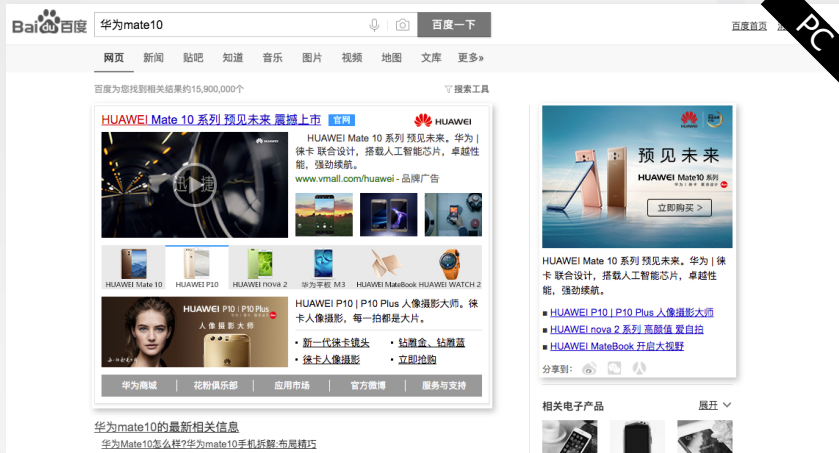 Baidu百度
华为mate10
百度一下
百度首页
PC
网页 新闻 贴吧 知道 音乐 图片 视频 地图 文库 更多»
百度为您找到相关结果约15,900,000个
搜索工具
HUAWEI Mate 10 系列 预见未来 震撼上市 官网
HUAWEI
HUAWEI
迅捷
HUAWEI Mate 10 系列 预见未来。华为 |
徕卡 联合设计，搭载人工智能芯片，卓越性
能，强劲续航。
www.vmall.com/huawei - 品牌广告
HUAWEI Mate 10
HUAWEI P10
HUAWEI nova 2
华为平板 M3
HUAWEI MateBook
HUAWEI WATCH 2
HUAWEI P10 | P10 Plus
人像摄影大师
HUAWEI P10 | P10 Plus 人像摄影大师。徕
卡人像摄影，每一拍都是大片。
新一代徕卡镜头
钻雕金、钻雕蓝
徕卡人像摄影
立即抢购
华为商城 花粉俱乐部 应用市场 官方微博 服务与支持
华为mate10的最新相关信息
华为Mate10怎么样?华为mate10手机拆解:布局精巧
HUAWEI
预见未来
HUAWEI Mate10 系列
立即购买 >
HUAWEI Mate 10 系列 预见未来。华为 | 徕
卡 联合设计，搭载人工智能芯片，卓越性能，
强劲续航。
HUAWEI P10 | P10 Plus 人像摄影大师
HUAWEI nova 2 系列 高颜值 爱自拍
HUAWEI MateBook 开启大视野
分享到：
相关电子产品
展开